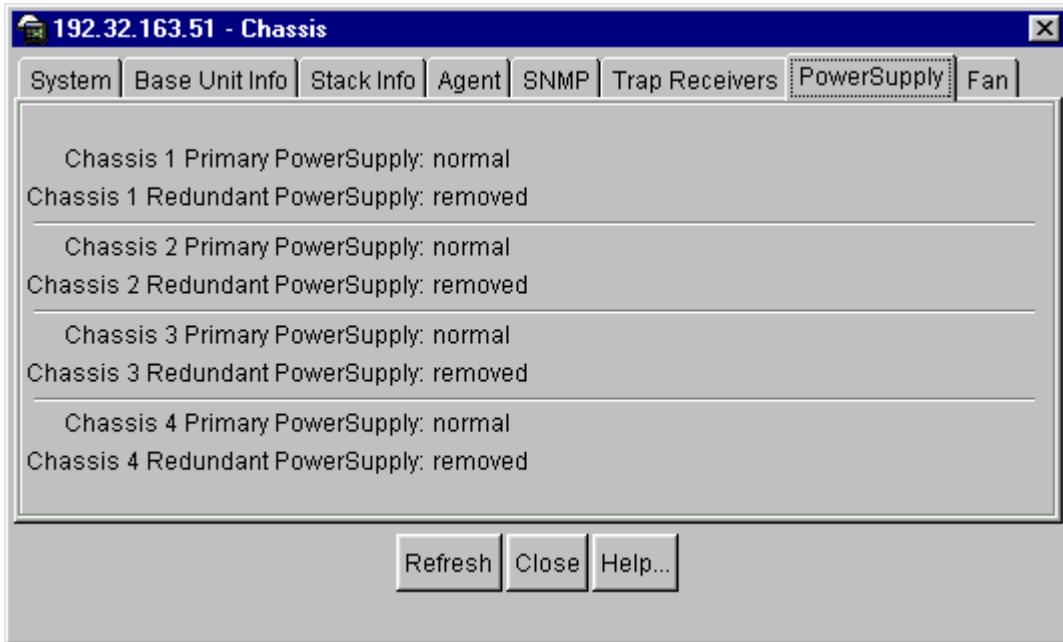 192.32.163.51 - Chassis
System Base Unit Info Stack Info Agent SNMP Trap Receivers PowerSupply Fan
Chassis 1 Primary PowerSupply: normal
Chassis 1 Redundant PowerSupply: removed
Chassis 2 Primary PowerSupply: normal
Chassis 2 Redundant PowerSupply: removed
Chassis 3 Primary PowerSupply: normal
Chassis 3 Redundant PowerSupply: removed
Chassis 4 Primary PowerSupply: normal
Chassis 4 Redundant PowerSupply: removed
Refresh Close Help...